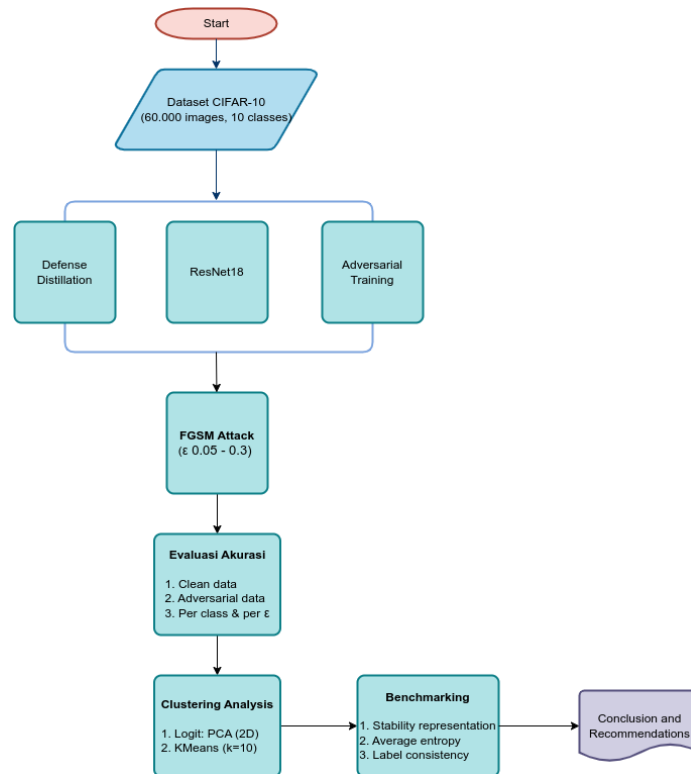 Start
Dataset CIFAR-10
(60.000 images, 10 classes)
Defense
Distillation
ResNet18
Adversarial
Training
FGSM Attack
(ε 0.05 - 0.3)
Evaluasi Akurasi
1. Clean data
2. Adversarial data
3. Per class & per ε
Clustering Analysis
1. Logit: PCA (2D)
2. KMeans (k=10)
Benchmarking
1. Stability representation
2. Average entropy
3. Label consistency
Conclusion and
Recommendations